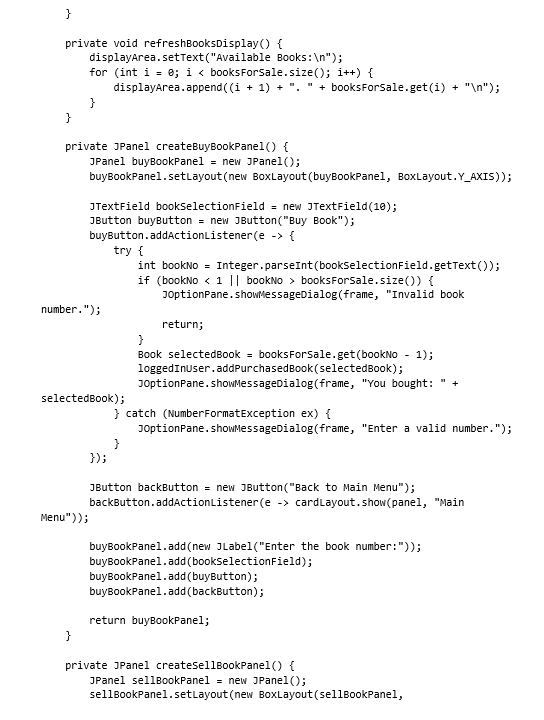 }
private void refreshBooksDisplay() {
displayArea.setText("Available Books:\n");
for (int i = 0; i < booksForSale.size(); i++) {
displayArea.append((i + 1) + ". " + booksForSale.get(i) + "\n");
}
}
private JPanel createBuyBookPanel() {
JPanel buyBookPanel = new JPanel();
buyBookPanel.setLayout(new BoxLayout(buyBookPanel, BoxLayout.Y_AXIS));
JTextField bookSelectionField = new JTextField(10);
JButton buyButton = new JButton("Buy Book");
buyButton.addActionListener(e -> {
try {
int bookNo = Integer.parseInt(bookSelectionField.getText());
if (bookNo < 1 || bookNo > booksForSale.size()) {
JOptionPane.showMessageDialog(frame, "Invalid book
number.");
return;
}
Book selectedBook = booksForSale.get(bookNo - 1);
loggedInUser.addPurchasedBook(selectedBook);
JOptionPane.showMessageDialog(frame, "You bought: " +
selectedBook);
} catch (NumberFormatException ex) {
JOptionPane.showMessageDialog(frame, "Enter a valid number.");
}
});
JButton backButton = new JButton("Back to Main Menu");
backButton.addActionListener(e -> cardLayout.show(panel, "Main
Menu"));
buyBookPanel.add(new JLabel("Enter the book number:"));
buyBookPanel.add(bookSelectionField);
buyBookPanel.add(buyButton);
buyBookPanel.add(backButton);
return buyBookPanel;
}
private JPanel createSellBookPanel() {
JPanel sellBookPanel = new JPanel();
sellBookPanel.setLayout(new BoxLayout(sellBookPanel,